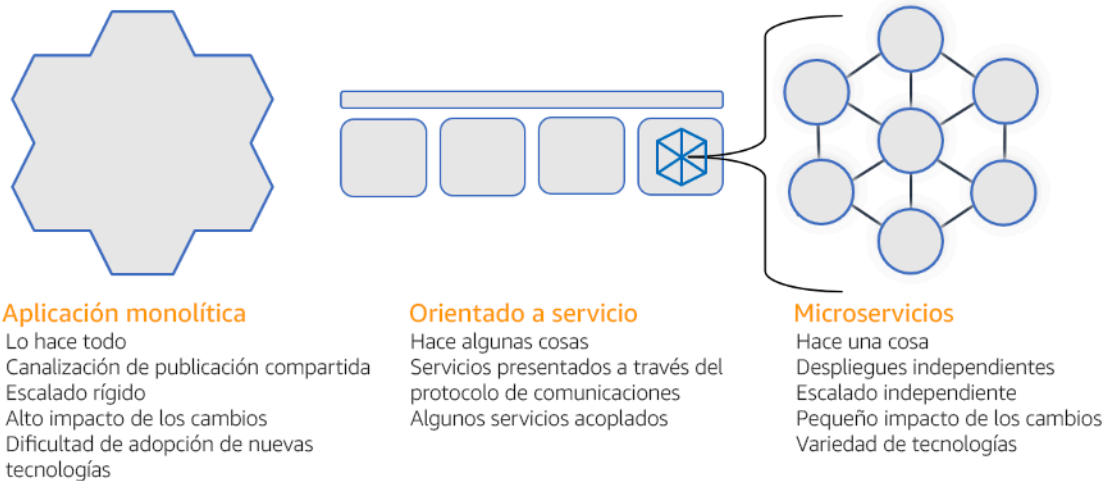 Aplicación monolítica
Lo hace todo
Canalización de publicación compartida
Escalado rígido
Alto impacto de los cambios
Dificultad de adopción de nuevas
tecnologías
Orientado a servicio
Hace algunas cosas
Servicios presentados a través del
protocolo de comunicaciones
Algunos servicios acoplados
Microservicios
Hace una cosa
Despliegues independientes
Escalado independiente
Pequeño impacto de los cambios
Variedad de tecnologías